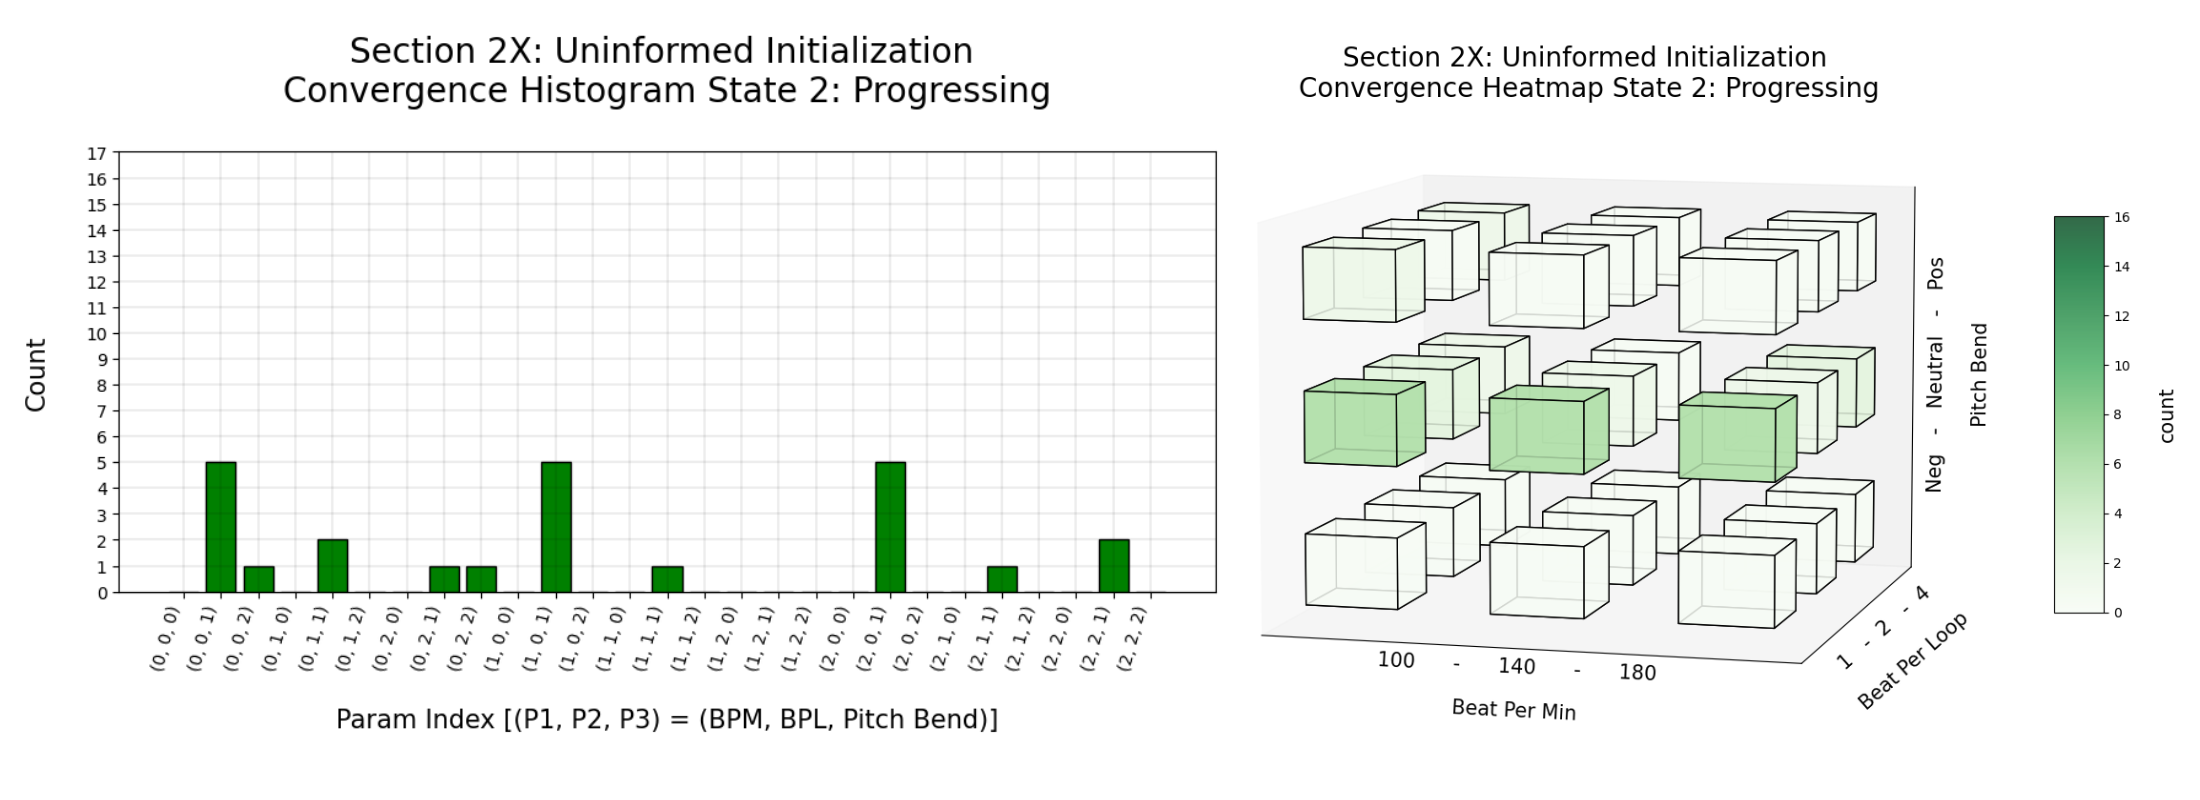 Section 2X: Uninformed Initialization
Convergence Histogram State 2: Progressing
17
16
15
14
13
12
11
10
9
8
7
6
5
4
3
2
1
0
Count
(0, 0, 0)
(0, 0, 1)
(0, 0, 2)
(0, 1, 0)
(0, 1, 1)
(0, 1, 2)
(0, 2, 0)
(0, 2, 1)
(0, 2, 2)
(1, 0, 0)
(1, 0, 1)
(1, 0, 2)
(1, 1, 0)
(1, 1, 1)
(1, 1, 2)
(1, 2, 0)
(1, 2, 1)
(1, 2, 2)
(2, 0, 0)
(2, 0, 1)
(2, 0, 2)
(2, 1, 0)
(2, 1, 1)
(2, 1, 2)
(2, 2, 0)
(2, 2, 1)
(2, 2, 2)
Param Index [(P1, P2, P3) = (BPM, BPL, Pitch Bend)]
Section 2X: Uninformed Initialization
Convergence Heatmap State 2: Progressing
Neg - Neutral - Pos
Pitch Bend
1 - 2 - 4
Beat Per Loop
100 - 140 - 180
Beat Per Min
16
14
12
10
8
6
4
2
0
count